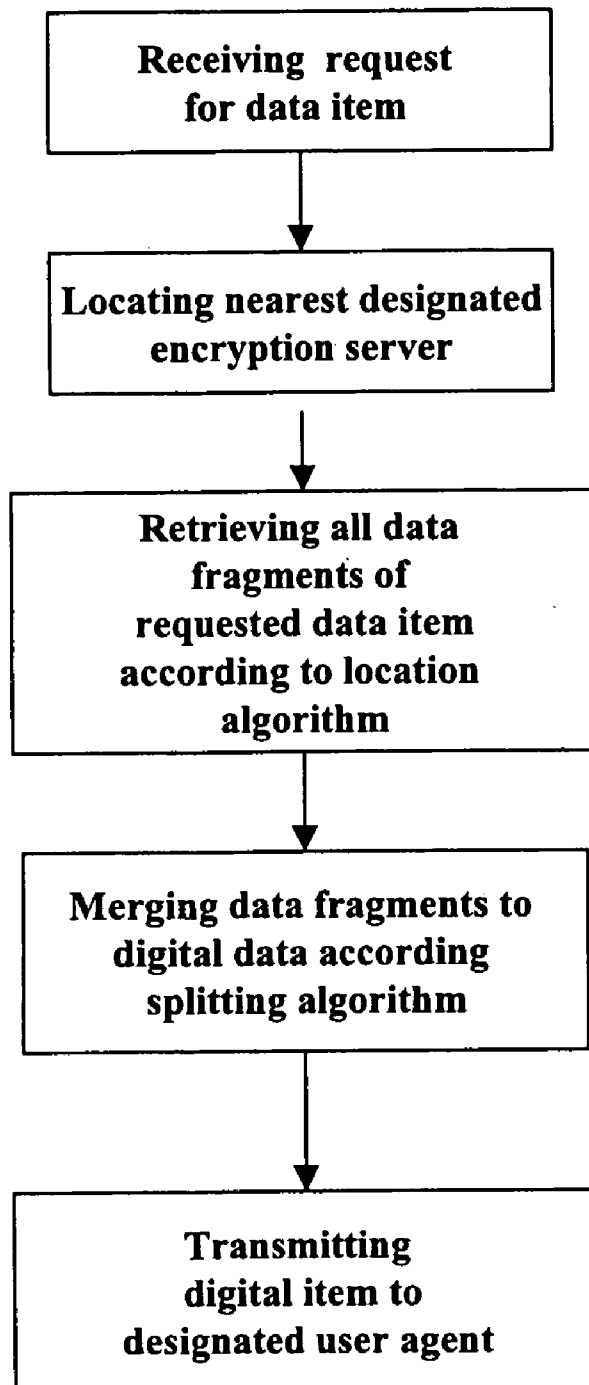 Receiving request
for data item
Locating nearest designated
encryption server
Retrieving all data
fragments of
requested data item
according to location
algorithm
Merging data fragments to
digital data according
splitting algorithm
Transmitting
digital item to
designated user agent